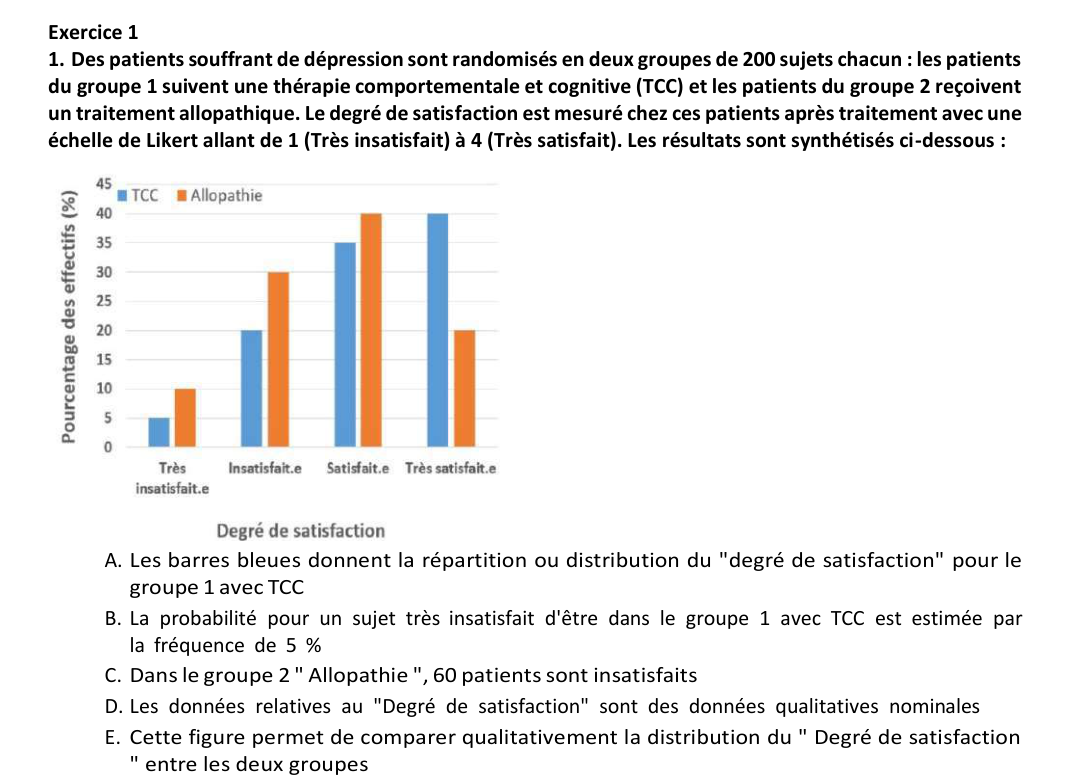 Exercice 1
1. Des patients souffrant de dépression sont randomisés en deux groupes de 200 sujets chacun : les patients
du groupe 1 suivent une thérapie comportementale et cognitive (TCC) et les patients du groupe 2 reçoivent
un traitement allopathique. Le degré de satisfaction est mesuré chez ces patients après traitement avec une
échelle de Likert allant de 1 (Très insatisfait) à 4 (Très satisfait). Les résultats sont synthétisés ci-dessous :
Pourcentage des effectifs (%)
45
TCC Allopathie
40
35
30
25
20
15
10
5
0
Très Insatisfait.e Satisfait.e Très satisfait.e
insatisfait.e
Degré de satisfaction
A. Les barres bleues donnent la répartition ou distribution du "degré de satisfaction" pour le
groupe 1 avec TCC
B. La probabilité pour un sujet très insatisfait d'être dans le groupe 1 avec TCC est estimée par
la fréquence de 5 %
C. Dans le groupe 2 " Allopathie ", 60 patients sont insatisfaits
D. Les données relatives au "Degré de satisfaction" sont des données qualitatives nominales
E. Cette figure permet de comparer qualitativement la distribution du " Degré de satisfaction
" entre les deux groupes